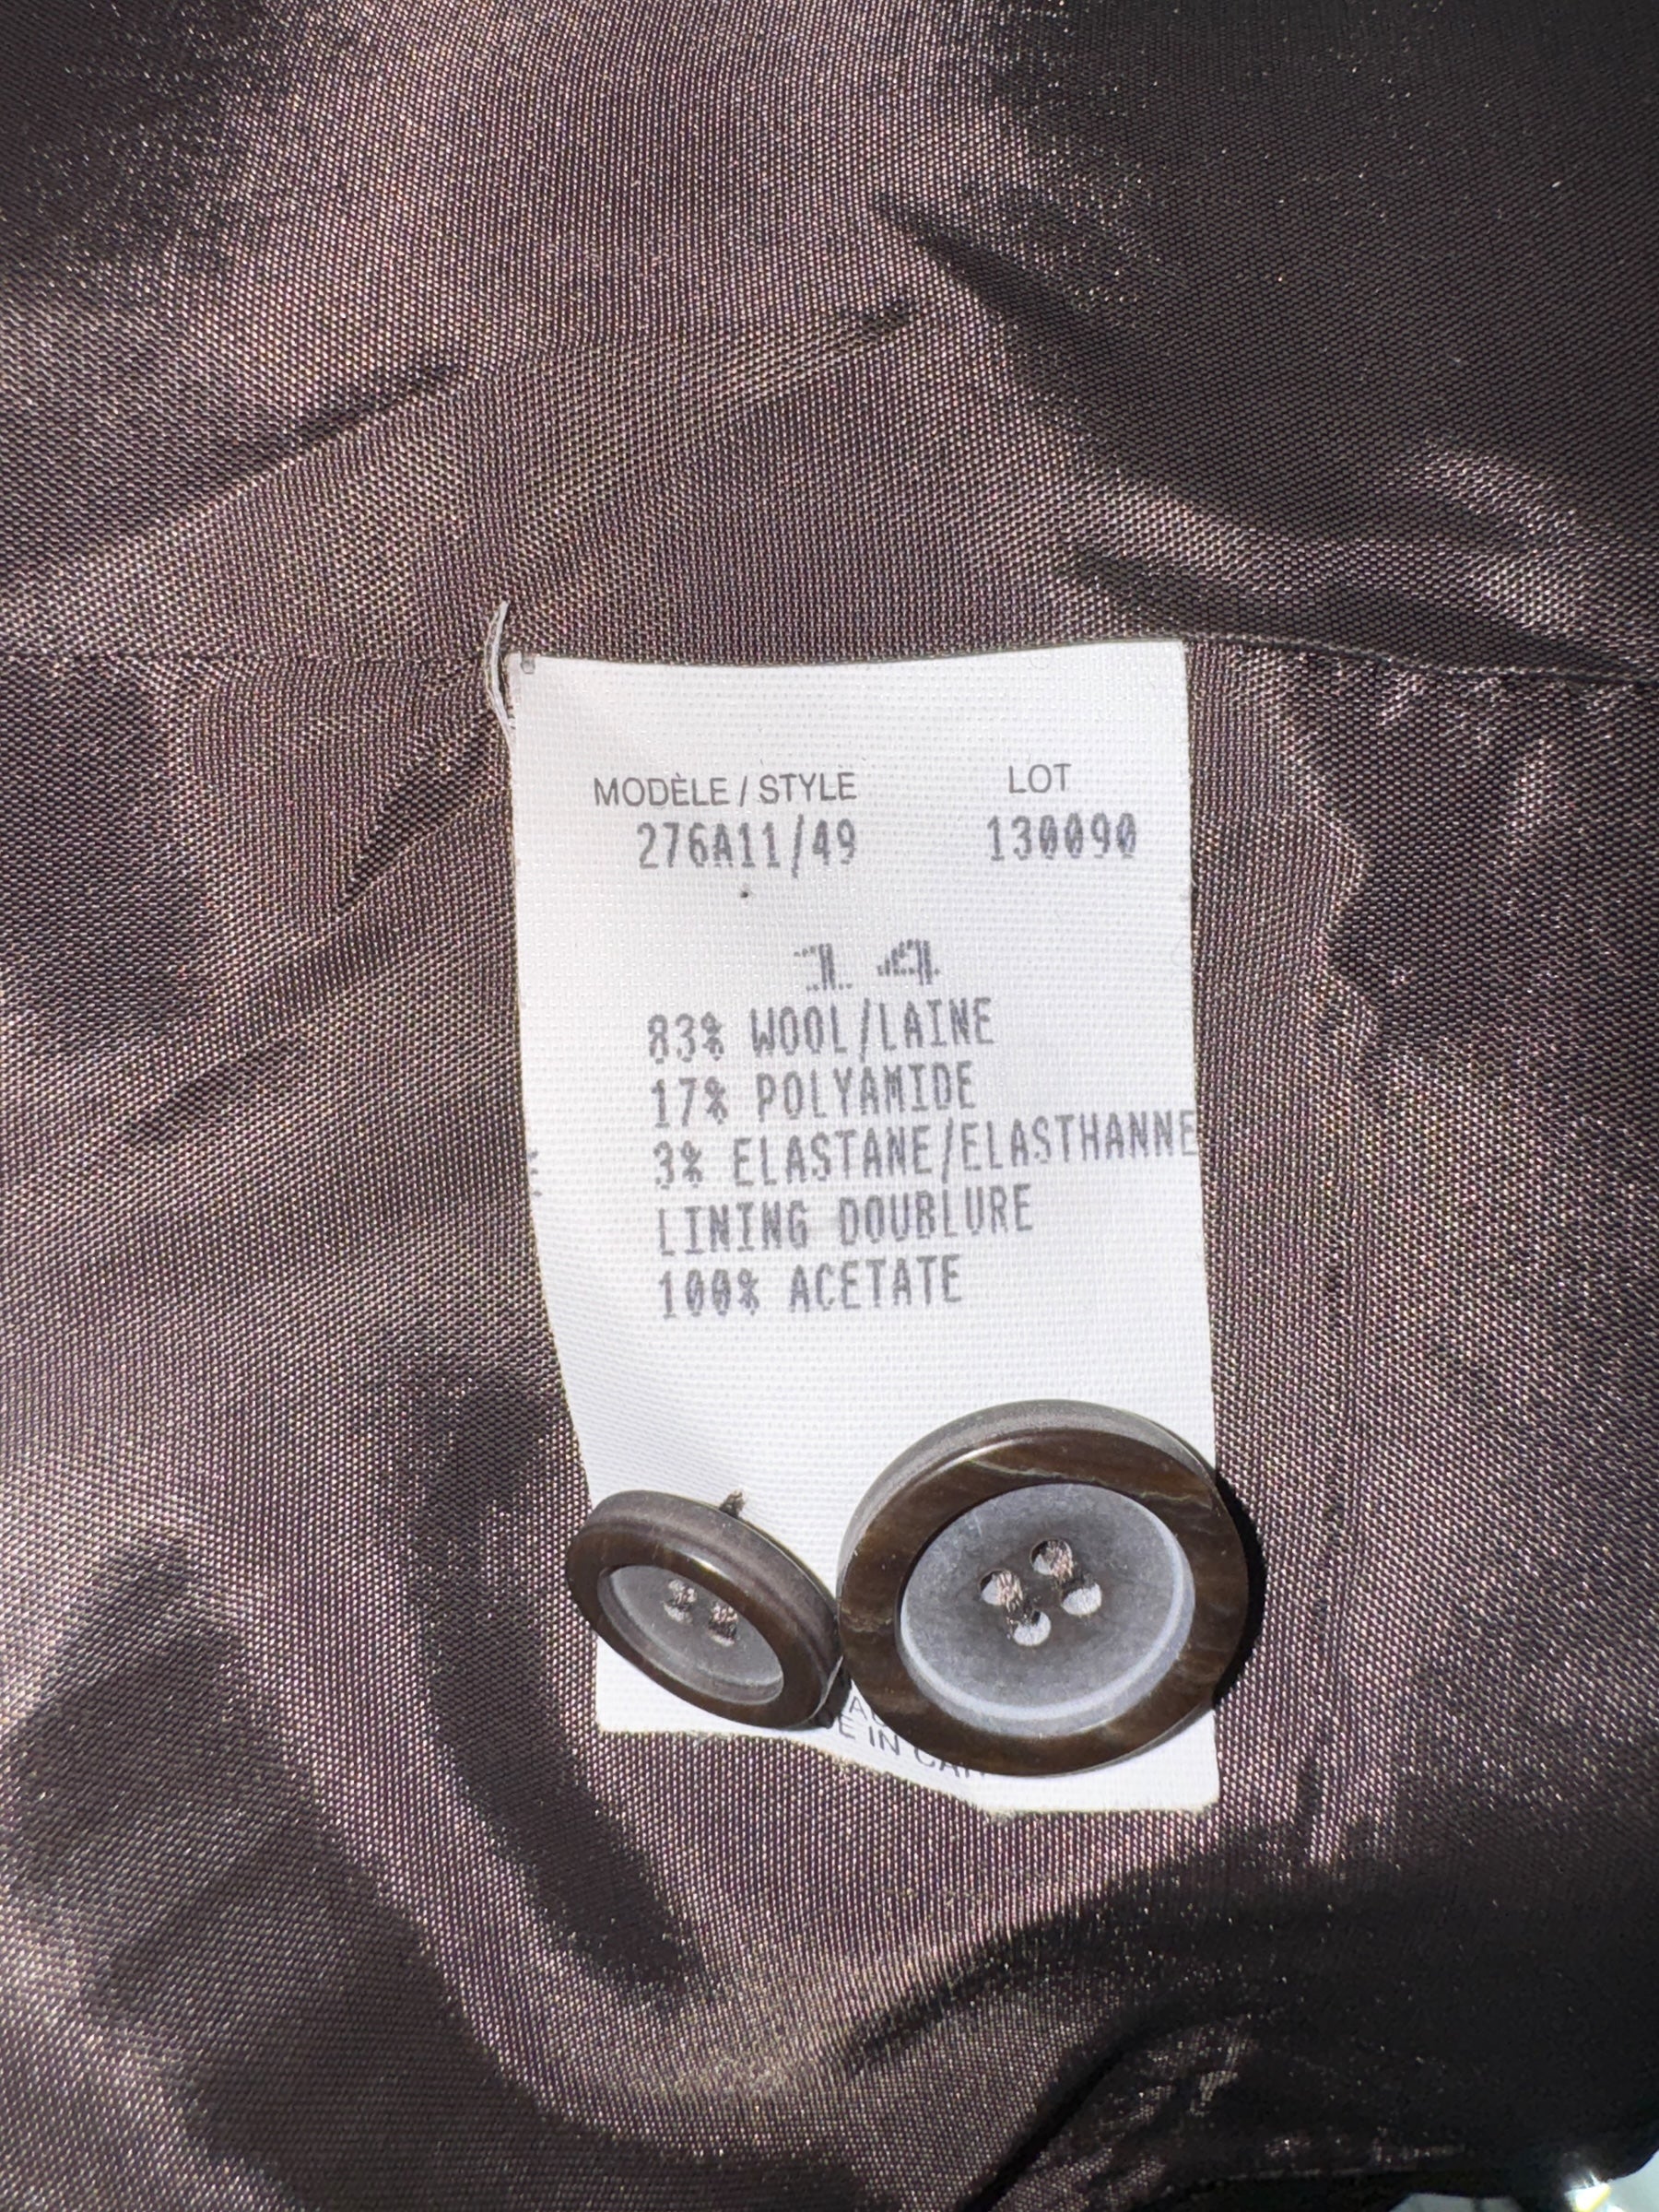 MODÈLE / STYLE LOT
276A11/49 130090
14
83% WOOL/LAINE
17% POLYAMIDE
3% ELASTANE/ELASTHANNE
LINING DOUBLURE
100% ACETATE
IN